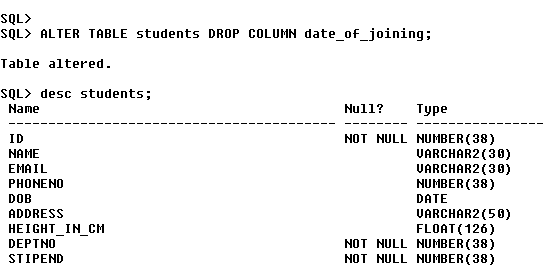 SQL>
SQL> ALTER TABLE students DROP COLUMN date_of_joining;
Table altered.
SQL> desc students;
Name Null? Type
----------------------------------------- -------- ----------------
ID NOT NULL NUMBER(38)
NAME VARCHAR2(30)
EMAIL VARCHAR2(30)
PHONENO NUMBER(38)
DOB DATE
ADDRESS VARCHAR2(50)
HEIGHT_IN_CM FLOAT(126)
DEPTNO NOT NULL NUMBER(38)
STIPEND NOT NULL NUMBER(38)